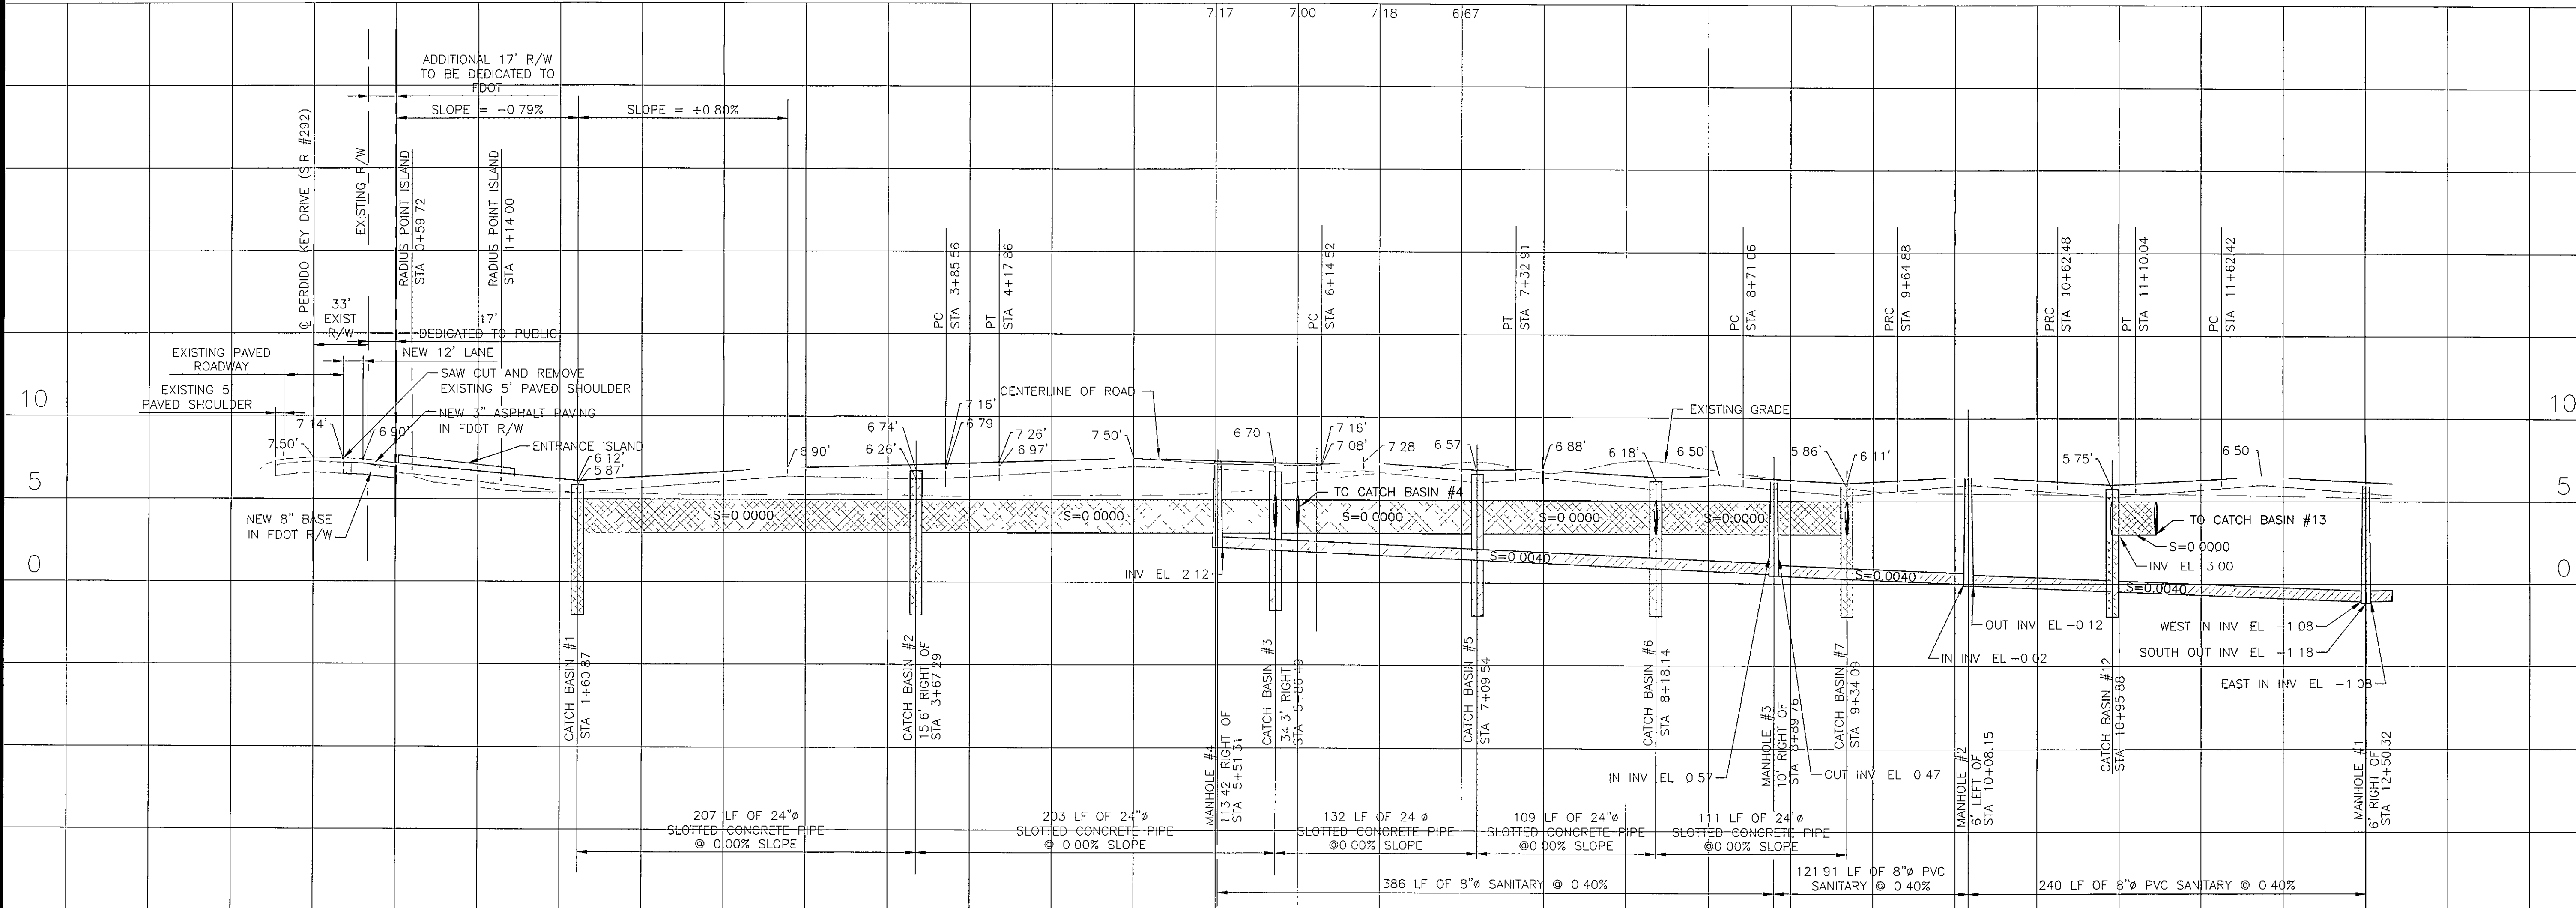 7.17
7.00
7.18
6.67
ADDITIONAL 17' R/W
TO BE DEDICATED TO
FDOT
SLOPE = -0 79%
SLOPE = +0 80%
℄ PERDIDO KEY DRIVE (S R #292)
EXISTING R/W
RADIUS POINT ISLAND
STA 0+59 72
RADIUS POINT ISLAND
STA 1+14 00
33'
EXIST
R/W
17'
DEDICATED TO PUBLIC
NEW 12' LANE
EXISTING PAVED
ROADWAY
EXISTING 5'
PAVED SHOULDER
SAW CUT AND REMOVE
EXISTING 5' PAVED SHOULDER
NEW 3" ASPHALT PAVING
IN FDOT R/W
ENTRANCE ISLAND
NEW 8" BASE
IN FDOT R/W
PC
STA 3+85 56
PT
STA 4+17 86
PC
STA 6+14 52
PT
STA 7+32 91
PC
STA 8+71 06
PRC
STA 9+64 88
PRC
STA 10+62.48
PT
STA 11+10.04
PC
STA 11+62.42
CENTERLINE OF ROAD
EXISTING GRADE
10
5
0
10
5
0
7.50'
7 14'
6 90'
6 12'
5 87'
6 90'
6 74'
6 26'
7 16'
6 79
7 26'
6 97'
7 50'
6 70
7 16'
7 08'
7 28
6 57
6 88'
6 18'
6 50'
5 86'
6 11'
5 75'
6 50
S=0 0000
S=0 0000
TO CATCH BASIN #4
S=0 0000
S=0 0000
S=0.0000
TO CATCH BASIN #13
S=0 0000
INV EL 3 00
INV EL 2 12
S=0 0040
S=0 0040
S=0 0040
OUT INV EL -0 12
IN INV EL -0 02
WEST IN INV EL -1 08
SOUTH OUT INV EL -1 18
EAST IN INV EL -1 08
IN INV EL 0 57
OUT INV EL 0 47
CATCH BASIN #1
STA 1+60 87
CATCH BASIN #2
15 6' RIGHT OF
STA 3+67.29
MANHOLE #4
113 42 RIGHT OF
STA 5+51 31
CATCH BASIN #3
34 3' RIGHT
STA 5+86 49
CATCH BASIN #5
STA 7+09 54
CATCH BASIN #6
STA 8+18.14
MANHOLE #3
10' RIGHT OF
STA 8+89 76
CATCH BASIN #7
STA 9+34 09
MANHOLE #2
6' LEFT OF
STA 10+08.15
CATCH BASIN #12
STA 10+95 88
MANHOLE #1
6' RIGHT OF
STA 12+50.32
207 LF OF 24"ø
SLOTTED CONCRETE PIPE
@ 0 00% SLOPE
203 LF OF 24"ø
SLOTTED CONCRETE PIPE
@ 0 00% SLOPE
132 LF OF 24 ø
SLOTTED CONCRETE PIPE
@0 00% SLOPE
109 LF OF 24"ø
SLOTTED CONCRETE PIPE
@0 00% SLOPE
111 LF OF 24'ø
SLOTTED CONCRETE PIPE
@0 00% SLOPE
386 LF OF 8"ø SANITARY @ 0 40%
121 91 LF OF 8"ø PVC
SANITARY @ 0 40%
240 LF OF 8"ø PVC SANITARY @ 0 40%